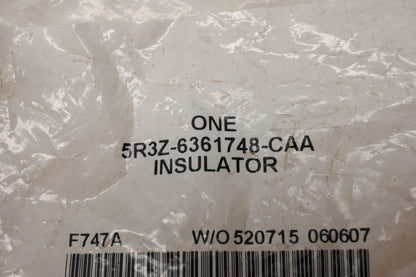 ONE
5R3Z-6361748-CAA
INSULATOR
F747A W/O 520715 060607